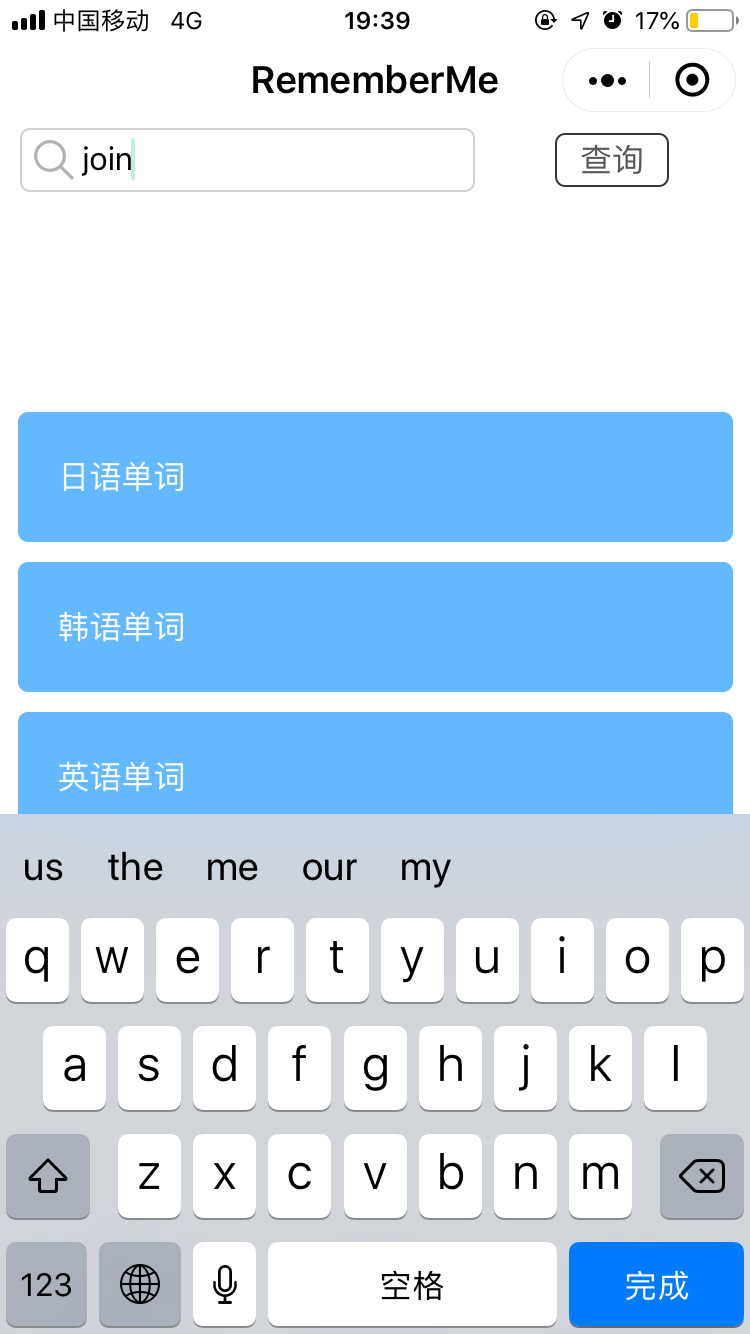 中国移动 4G 19:39 17%
RememberMe
join 查询
日语单词
韩语单词
英语单词
us the me our my
q w e r t y u i o p
a s d f g h j k l
z x c v b n m
123 空格 完成